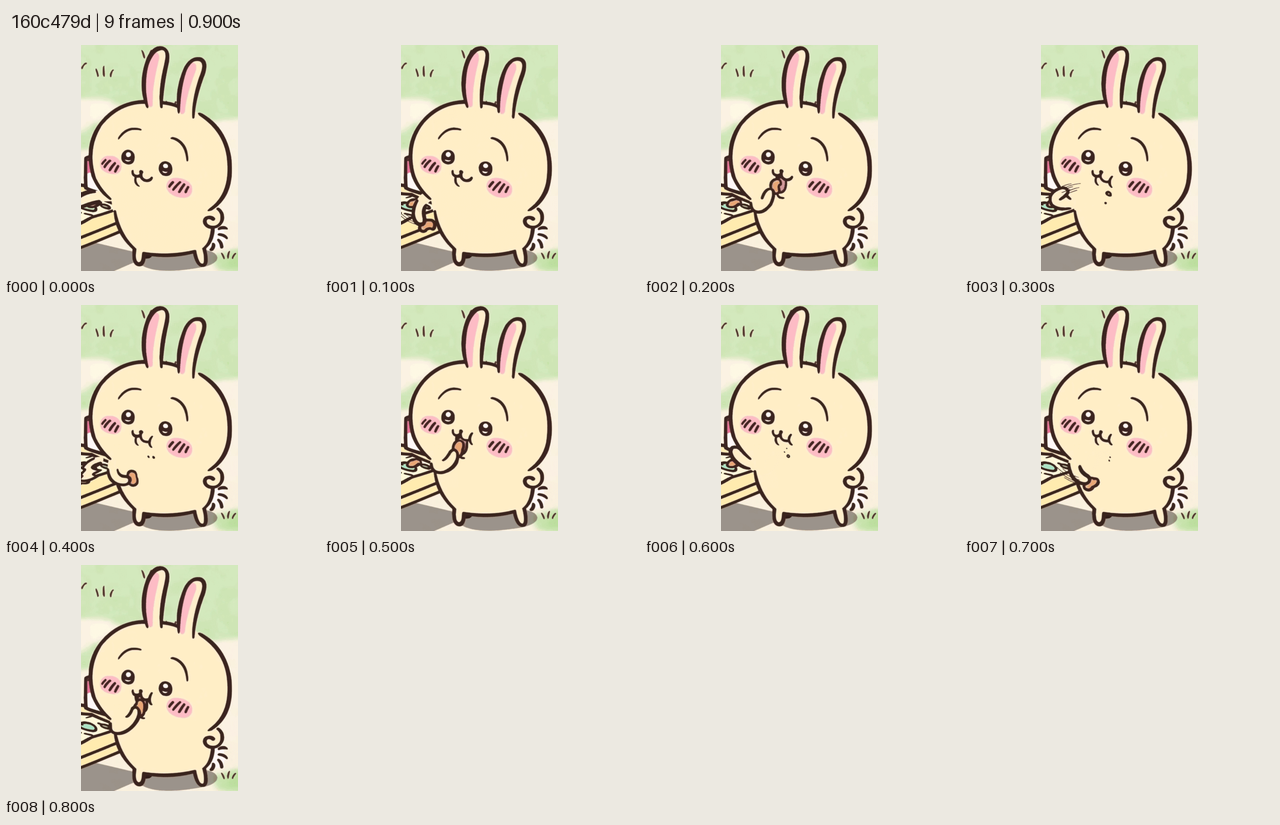 160c479d | 9 frames | 0.900s
f000 | 0.000s
f001 | 0.100s
f002 | 0.200s
f003 | 0.300s
f004 | 0.400s
f005 | 0.500s
f006 | 0.600s
f007 | 0.700s
f008 | 0.800s